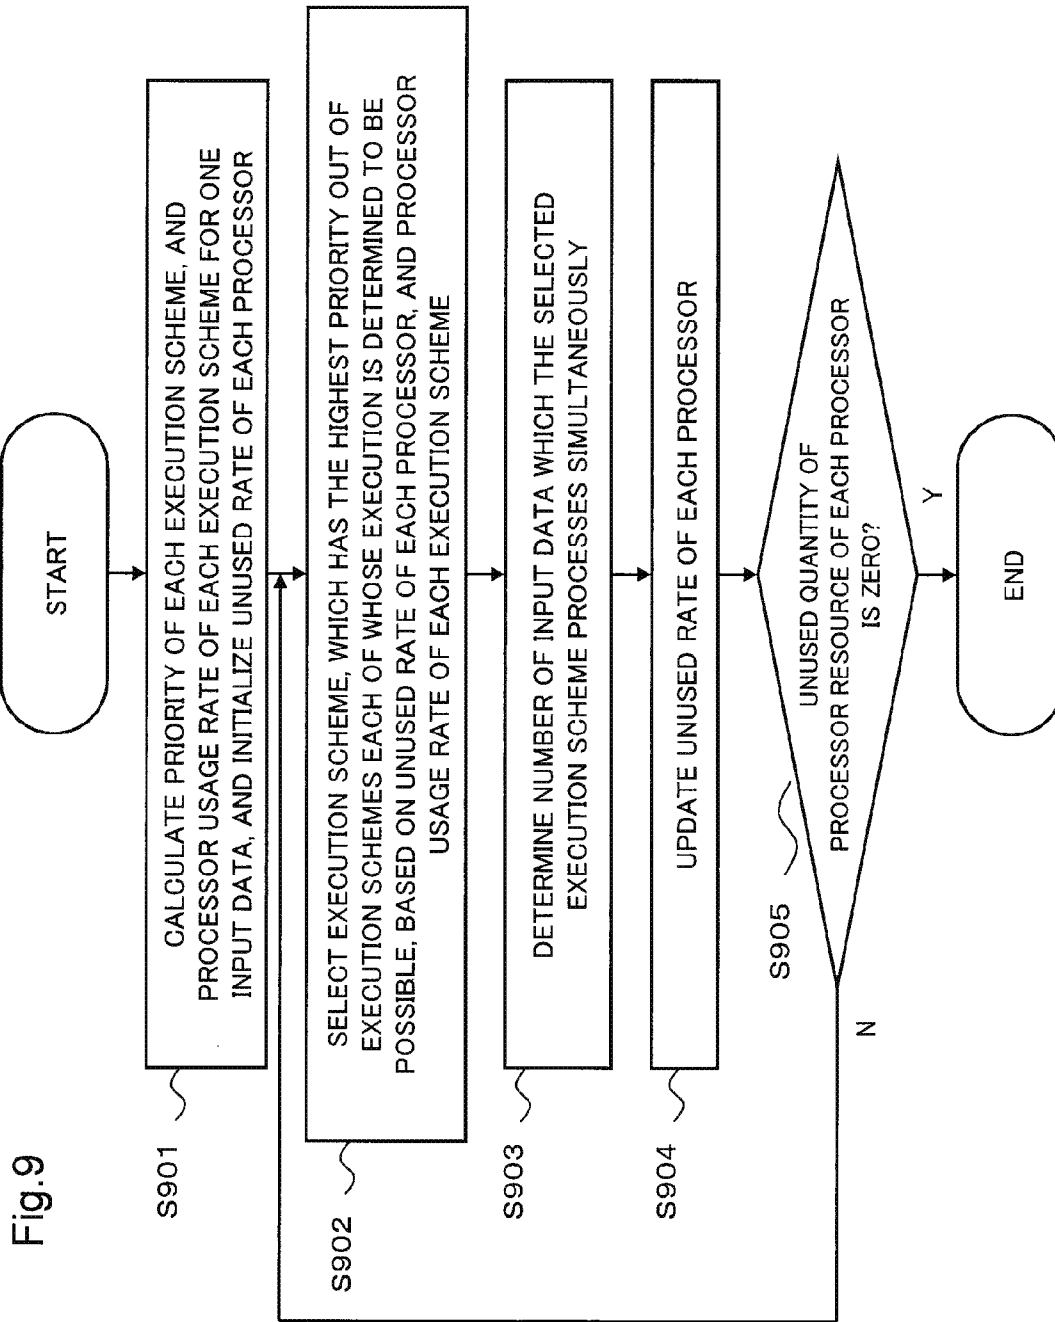 Fig.9
START
S901
CALCULATE PRIORITY OF EACH EXECUTION SCHEME, AND
PROCESSOR USAGE RATE OF EACH EXECUTION SCHEME FOR ONE
INPUT DATA, AND INITIALIZE UNUSED RATE OF EACH PROCESSOR
S902
SELECT EXECUTION SCHEME, WHICH HAS THE HIGHEST PRIORITY OUT OF
EXECUTION SCHEMES EACH OF WHOSE EXECUTION IS DETERMINED TO BE
POSSIBLE, BASED ON UNUSED RATE OF EACH PROCESSOR, AND PROCESSOR
USAGE RATE OF EACH EXECUTION SCHEME
S903
DETERMINE NUMBER OF INPUT DATA WHICH THE SELECTED
EXECUTION SCHEME PROCESSES SIMULTANEOUSLY
S904
UPDATE UNUSED RATE OF EACH PROCESSOR
S905
UNUSED QUANTITY OF
PROCESSOR RESOURCE OF EACH PROCESSOR
IS ZERO?
N
Y
END